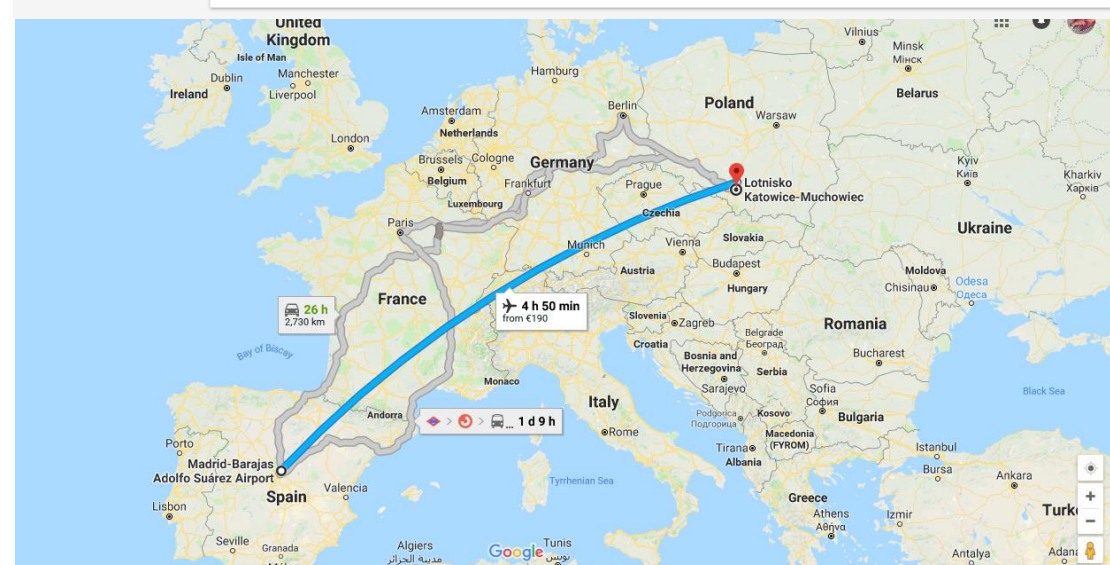 United
Kingdom
Isle of Man
Dublin
Manchester
Ireland
Liverpool
London
Hamburg
Amsterdam
Netherlands
Berlin
Poland
Warsaw
Vilnius
Minsk
Мінск
Belarus
Brussels
Cologne
Belgium
Germany
Frankfurt
Luxembourg
Prague
Czechia
Lotnisko
Katowice-Muchowiec
Kyiv
Київ
Kharkiv
Харків
Ukraine
Paris
Munich
Vienna
Slovakia
Austria
Budapest
Hungary
Moldova
Chisinau
Odesa
Одеса
26 h
2,730 km
France
4 h 50 min
from €190
Slovenia
Zagreb
Croatia
Belgrade
Београд
Romania
Bucharest
Bay of Biscay
Bosnia and
Herzegovina
Serbia
Sarajevo
Sofia
София
Black Sea
Monaco
Andorra
1 d 9 h
Italy
Rome
Podgorica
Подгорица
Kosovo
Bulgaria
Macedonia
(FYROM)
Tirana
Albania
Istanbul
Bursa
Ankara
Porto
Madrid-Barajas
Adolfo Suárez Airport
Spain
Valencia
Lisbon
Tyrrhenian Sea
Greece
Athens
Αθήνα
Izmir
Seville
Granada
Algiers
مدينة الجزائر
Google
Tunis
تونس
Antalya
Adana